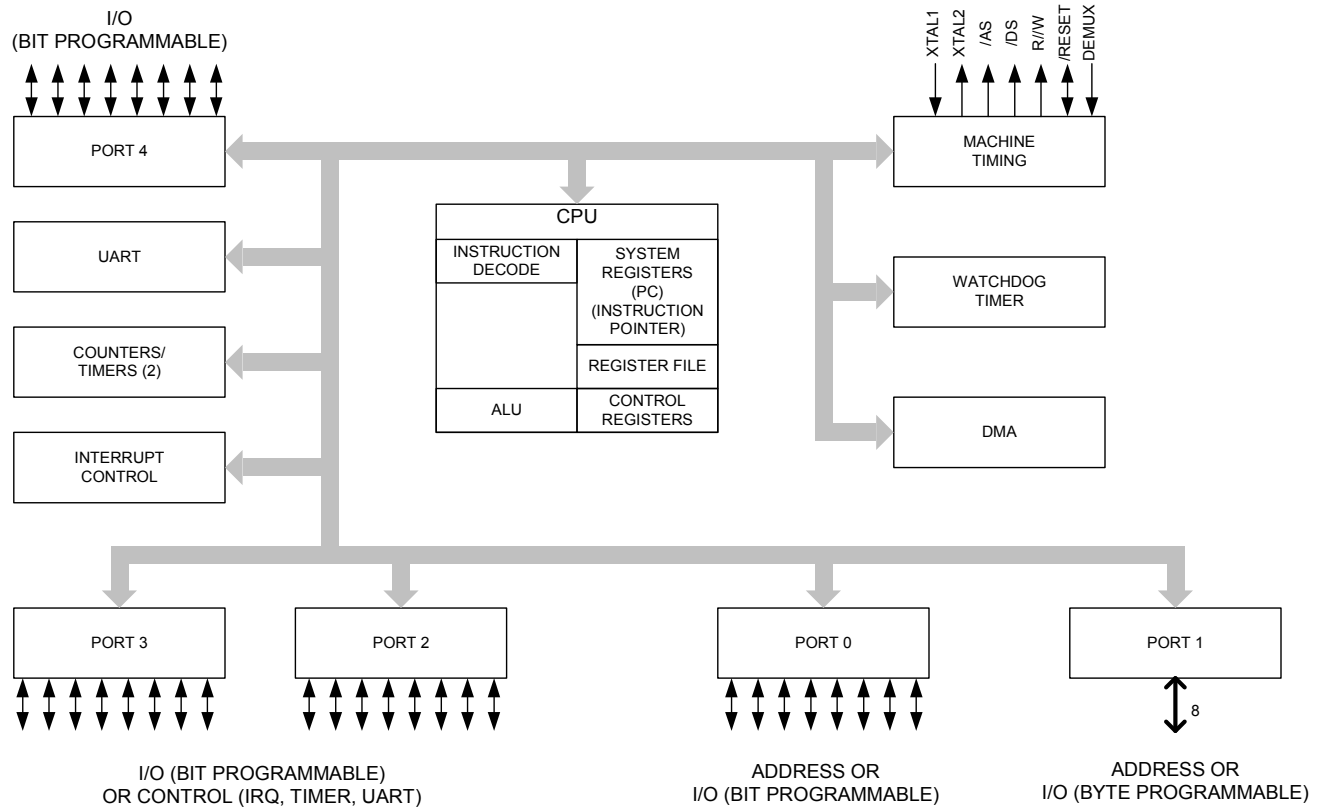 I/O
(BIT PROGRAMMABLE)
XTAL1
XTAL2
/AS
/DS
R//W
/RESET
DEMUX
PORT 4
MACHINE
TIMING
CPU
INSTRUCTION
DECODE
SYSTEM
REGISTERS
(PC)
(INSTRUCTION
POINTER)
REGISTER FILE
ALU
CONTROL
REGISTERS
UART
WATCHDOG
TIMER
COUNTERS/
TIMERS (2)
DMA
INTERRUPT
CONTROL
PORT 3
PORT 2
PORT 0
PORT 1
8
I/O (BIT PROGRAMMABLE)
OR CONTROL (IRQ, TIMER, UART)
ADDRESS OR
I/O (BIT PROGRAMMABLE)
ADDRESS OR
I/O (BYTE PROGRAMMABLE)